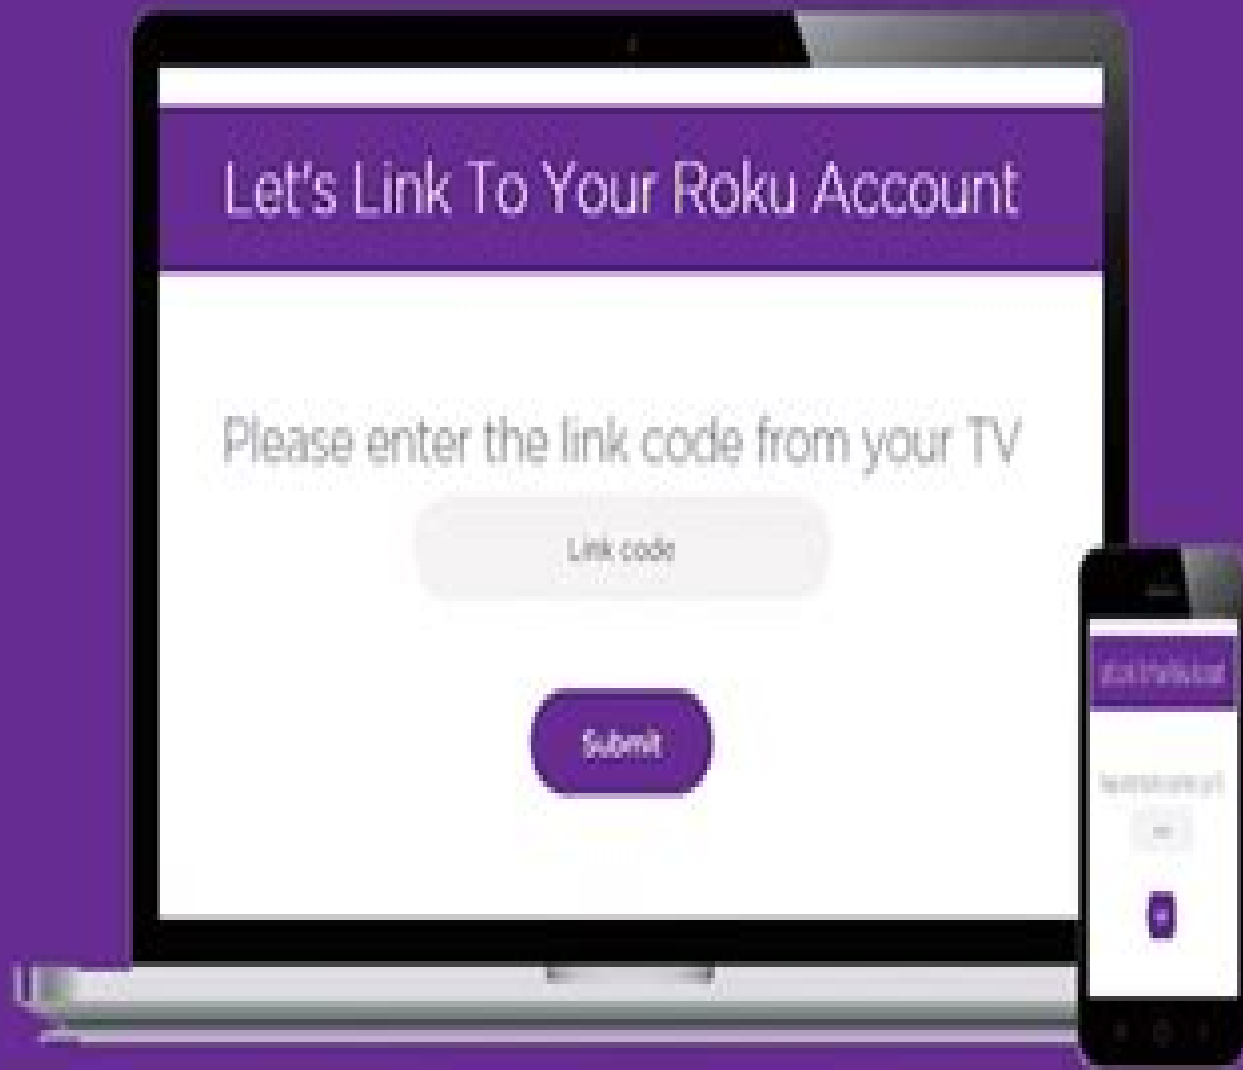 Let's Link To Your Roku Account
Please enter the link code from your TV
Link code
Submit